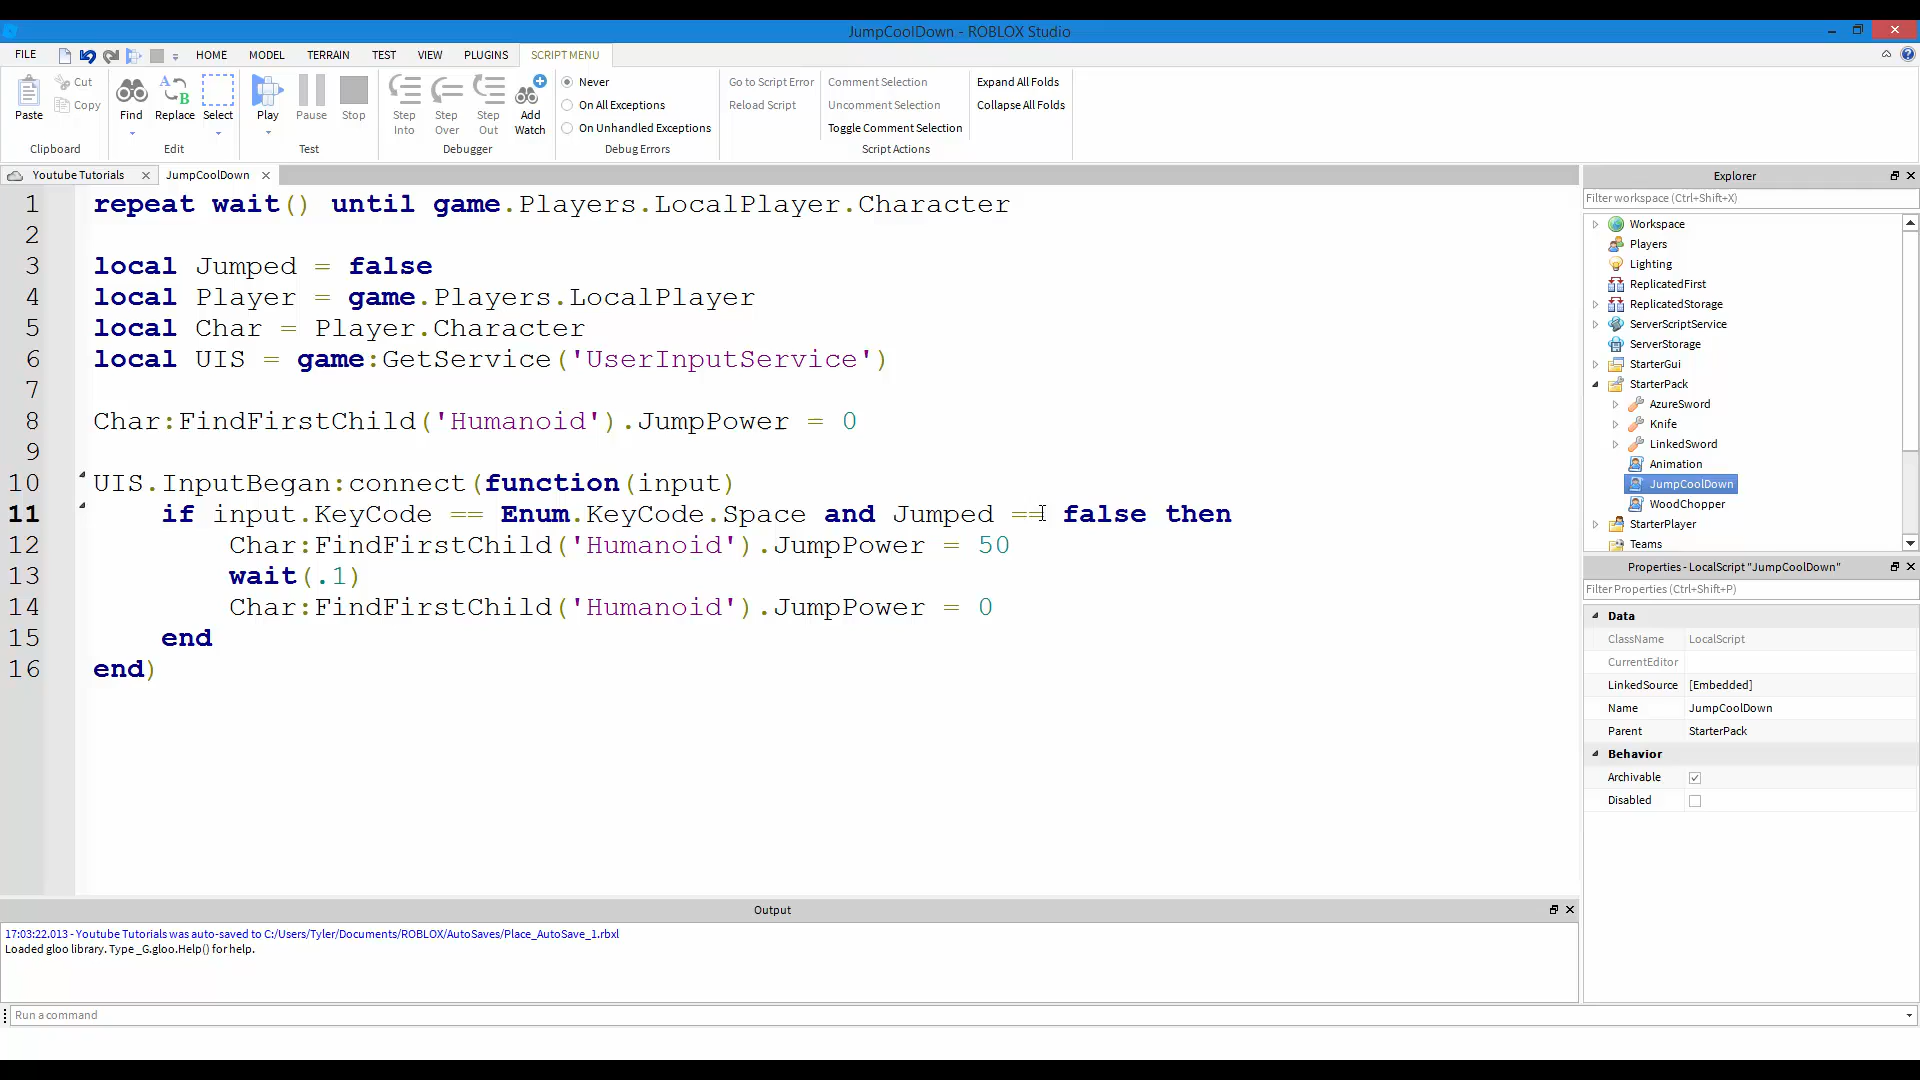 JumpCoolDown - ROBLOX Studio
FILE HOME MODEL TERRAIN TEST VIEW PLUGINS SCRIPT MENU
Paste
Cut
Copy
Clipboard
Find
Replace
Select
Edit
Play
Pause
Stop
Test
Step Into
Step Over
Step Out
Add Watch
Debugger
Never
On All Exceptions
On Unhandled Exceptions
Debug Errors
Go to Script Error
Reload Script
Comment Selection
Uncomment Selection
Toggle Comment Selection
Script Actions
Expand All Folds
Collapse All Folds
Youtube Tutorials
JumpCoolDown
1 repeat wait() until game.Players.LocalPlayer.Character
2
3 local Jumped = false
4 local Player = game.Players.LocalPlayer
5 local Char = Player.Character
6 local UIS = game:GetService('UserInputService')
7
8 Char:FindFirstChild('Humanoid').JumpPower = 0
9
10 UIS.InputBegan:connect(function(input)
11 if input.KeyCode == Enum.KeyCode.Space and Jumped == false then
12 Char:FindFirstChild('Humanoid').JumpPower = 50
13 wait(.1)
14 Char:FindFirstChild('Humanoid').JumpPower = 0
15 end
16 end)
Explorer
Filter workspace (Ctrl+Shift+X)
Workspace
Players
Lighting
ReplicatedFirst
ReplicatedStorage
ServerScriptService
ServerStorage
StarterGui
StarterPack
AzureSword
Knife
LinkedSword
Animation
JumpCoolDown
WoodChopper
StarterPlayer
Teams
Properties - LocalScript "JumpCoolDown"
Filter Properties (Ctrl+Shift+P)
Data
ClassName LocalScript
CurrentEditor
LinkedSource [Embedded]
Name JumpCoolDown
Parent StarterPack
Behavior
Archivable
Disabled
Output
17:03:22.013 - Youtube Tutorials was auto-saved to C:/Users/Tyler/Documents/ROBLOX/AutoSaves/Place_AutoSave_1.rbxl
Loaded gloo library. Type _G.gloo.Help() for help.
Run a command